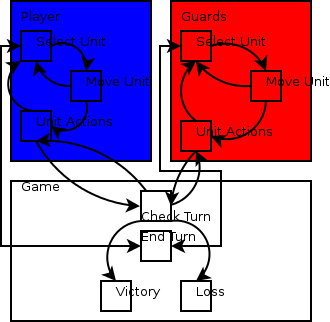 Player
Select Unit
Move Unit
Unit Actions
Guards
Select Unit
Move Unit
Unit Actions
Game
Check Turn
End Turn
Victory
Loss